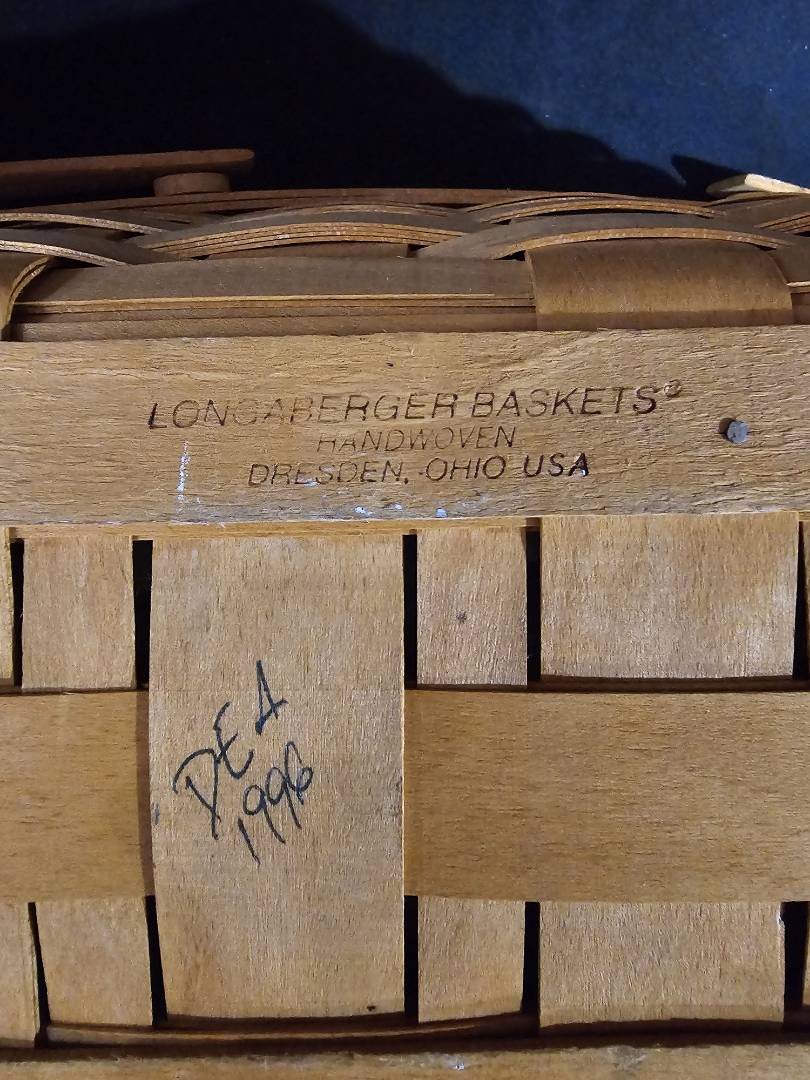 LONGABERGER BASKETS®
HANDWOVEN
DRESDEN, OHIO USA
DEA
1996